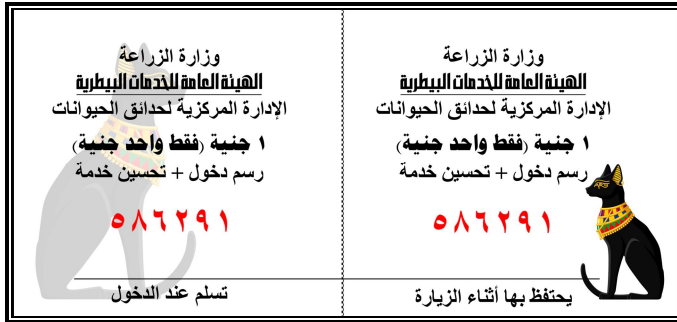 وزارة الزراعة
الهيئة العامة للخدمات البيطرية
الإدارة المركزية لحدائق الحيوانات
١ جنية (فقط واحد جنية)
رسم دخول + تحسين خدمة
٥٨٦٢٩١
يحتفظ بها أثناء الزيارة
وزارة الزراعة
الهيئة العامة للخدمات البيطرية
الإدارة المركزية لحدائق الحيوانات
١ جنية (فقط واحد جنية)
رسم دخول + تحسين خدمة
٥٨٦٢٩١
تسلم عند الدخول